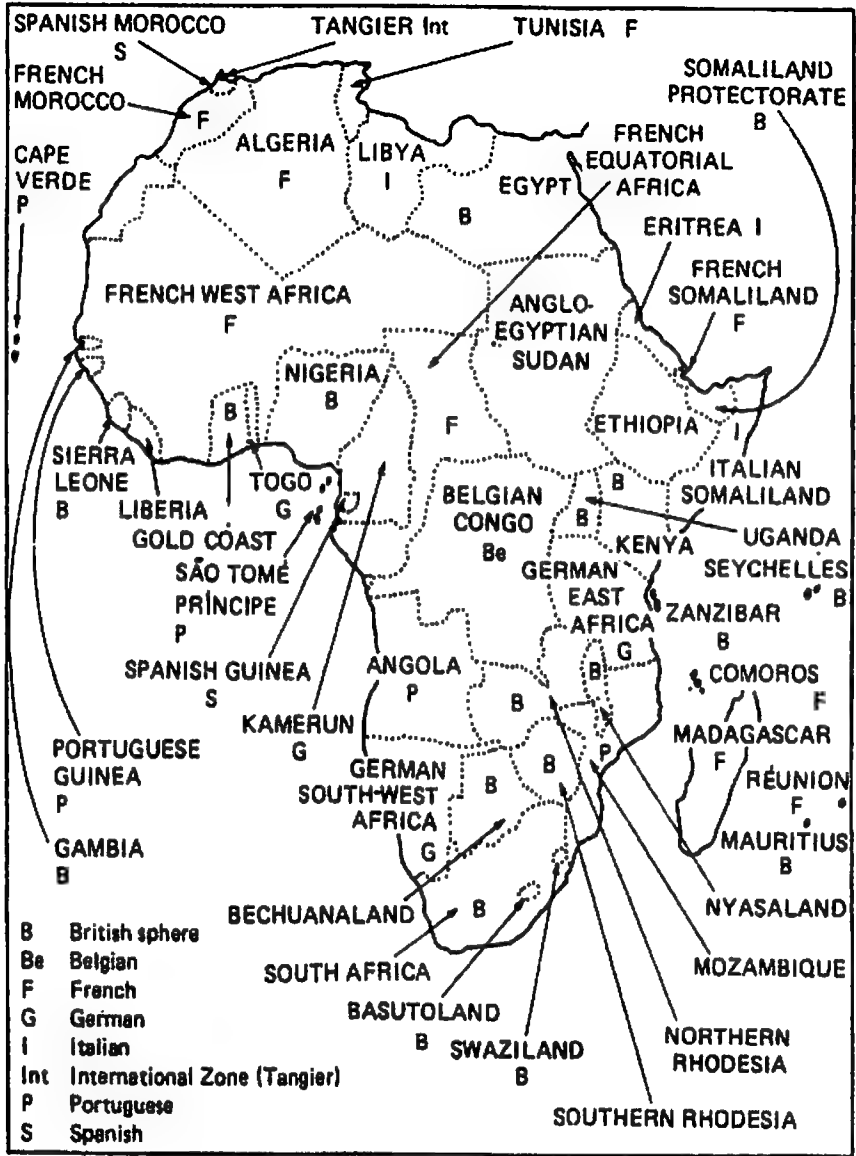 SPANISH MOROCCO
S
TANGIER Int
TUNISIA F
FRENCH
MOROCCO
F
SOMALILAND
PROTECTORATE
B
CAPE
VERDE
P
ALGERIA
F
LIBYA
I
FRENCH
EQUATORIAL
AFRICA
EGYPT
B
ERITREA I
FRENCH
SOMALILAND
F
FRENCH WEST AFRICA
F
ANGLO-
EGYPTIAN
SUDAN
NIGERIA
B
B
F
ETHIOPIA
I
SIERRA
LEONE
B
LIBERIA
TOGO
G
GOLD COAST
BELGIAN
CONGO
Be
B
B
ITALIAN
SOMALILAND
UGANDA
KENYA
SÃO TOMÉ
PRÍNCIPE
P
GERMAN
EAST
AFRICA
G
SEYCHELLES
B
ZANZIBAR
B
SPANISH GUINEA
S
ANGOLA
P
B
B
COMOROS
F
KAMERUN
G
P
MADAGASCAR
F
PORTUGUESE
GUINEA
P
GERMAN
SOUTH-WEST
AFRICA
G
B
B
RÉUNION
F
MAURITIUS
B
GAMBIA
B
BECHUANALAND
NYASALAND
B
SOUTH AFRICA
MOZAMBIQUE
BASUTOLAND
B
SWAZILAND
B
NORTHERN
RHODESIA
SOUTHERN RHODESIA
B British sphere
Be Belgian
F French
G German
I Italian
Int International Zone (Tangier)
P Portuguese
S Spanish